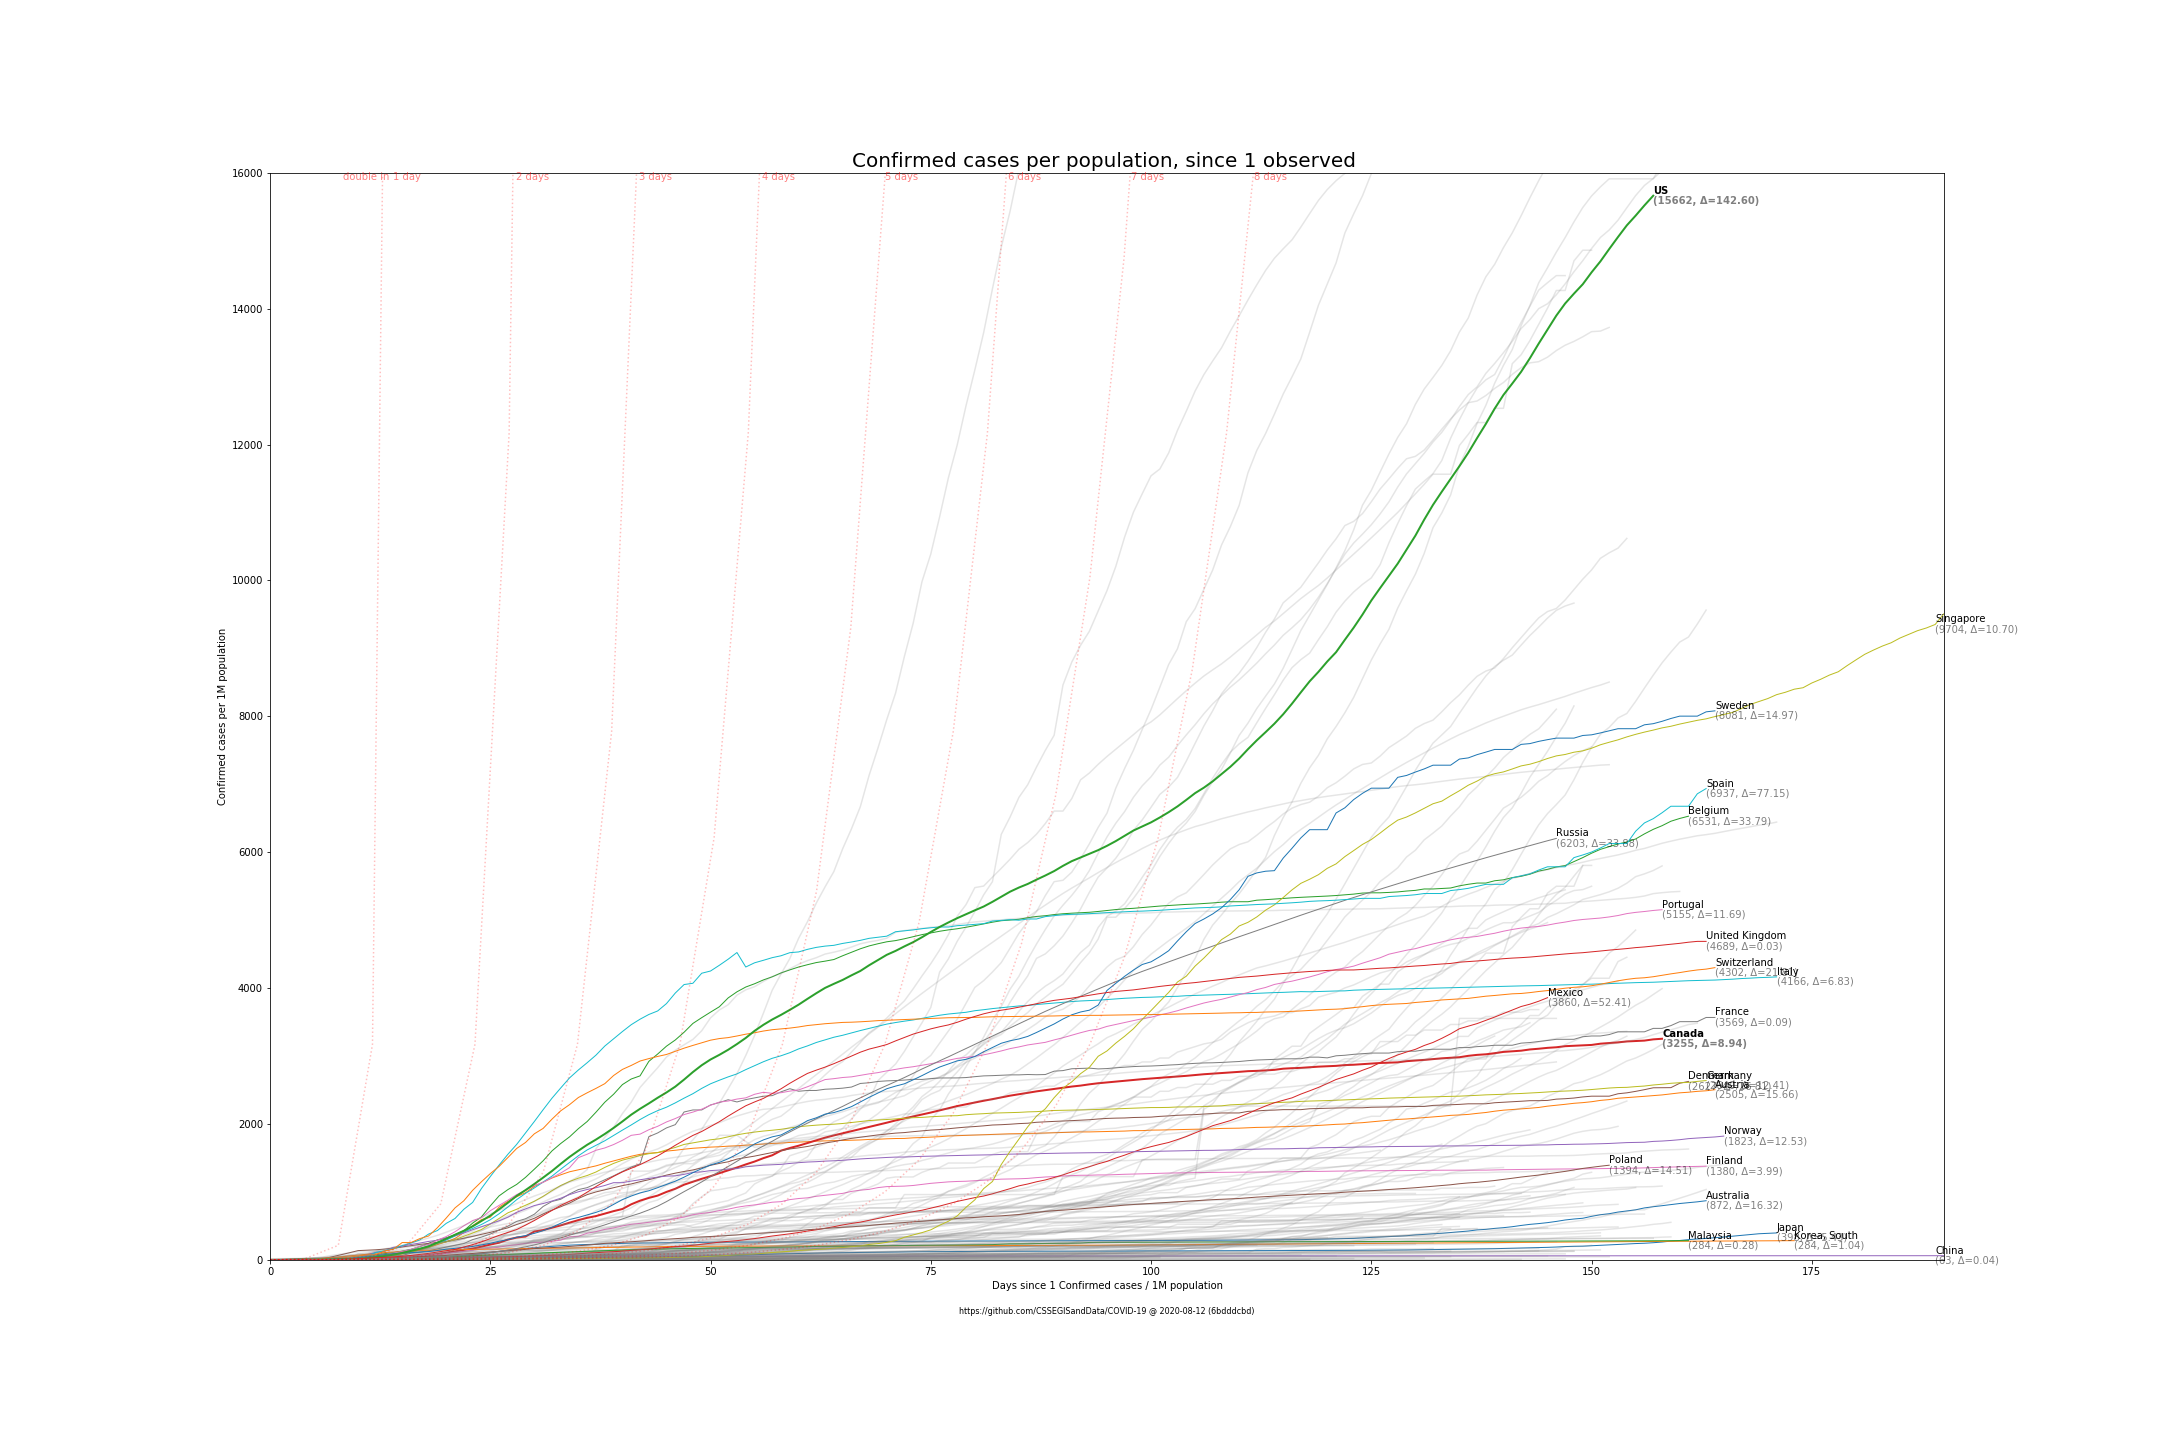 Confirmed cases per population, since 1 observed
16000
14000
12000
10000
8000
6000
4000
2000
0
Confirmed cases per 1M population
double in 1 day
2 days
3 days
4 days
5 days
6 days
7 days
8 days
US
(15662, Δ=142.60)
Singapore
(9704, Δ=10.70)
Sweden
(8081, Δ=14.97)
Spain
(6937, Δ=77.15)
Belgium
(6531, Δ=33.79)
Russia
(6203, Δ=33.88)
Portugal
(5155, Δ=11.69)
United Kingdom
(4689, Δ=0.03)
Switzerland
(4302,
Italy
(4166, Δ=6.83)
Mexico
(3860, Δ=52.41)
France
(3569, Δ=0.09)
Canada
(3255, Δ=8.94)
Denmark
Germany
Austria
(2505, Δ=15.66)
Norway
(1823, Δ=12.53)
Poland
(1394, Δ=14.51)
Finland
(1380, Δ=3.99)
Australia
(872, Δ=16.32)
Japan
Malaysia
(284, Δ=0.28)
Korea, South
(284, Δ=1.04)
China
(63, Δ=0.04)
0
25
50
75
100
125
150
175
Days since 1 Confirmed cases / 1M population
https://github.com/CSSEGISandData/COVID-19 @ 2020-08-12 (6bdddcbd)